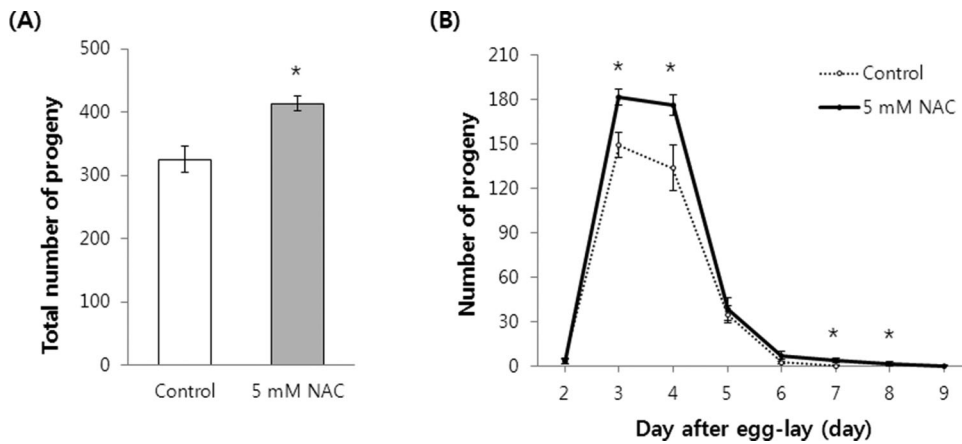 (A)
500
400
300
200
100
0
Total number of progeny
*
Control
5 mM NAC
(B)
210
180
150
120
90
60
30
0
Number of progeny
* *
* *
Control
5 mM NAC
2 3 4 5 6 7 8 9
Day after egg-lay (day)